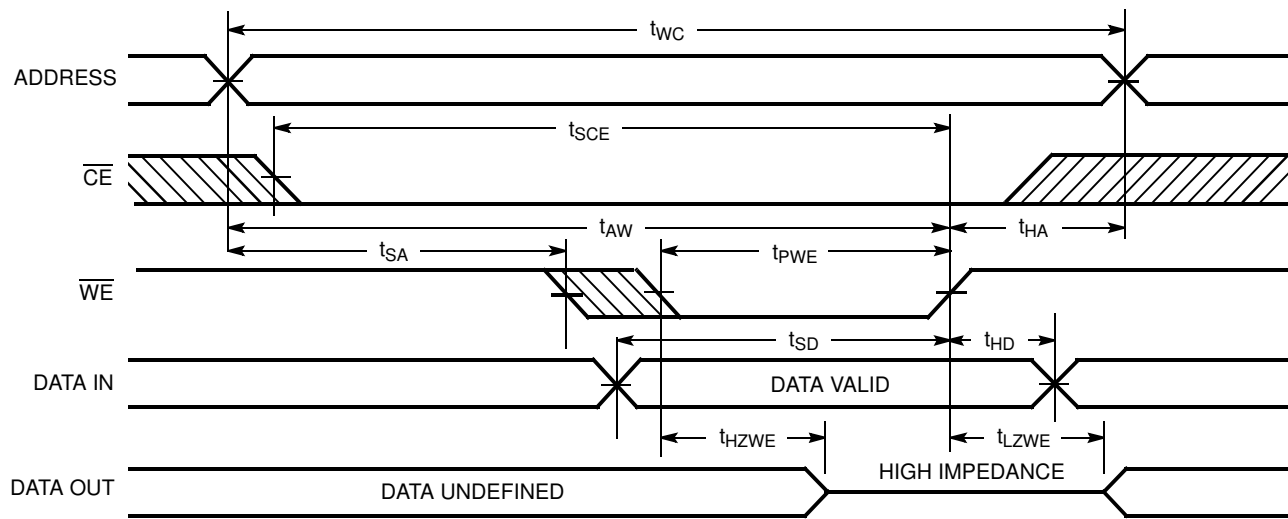 tWC
ADDRESS
tSCE
CE
tAW
tHA
tSA
tPWE
WE
tSD
tHD
DATA IN
DATA VALID
tHZWE
tLZWE
HIGH IMPEDANCE
DATA OUT
DATA UNDEFINED